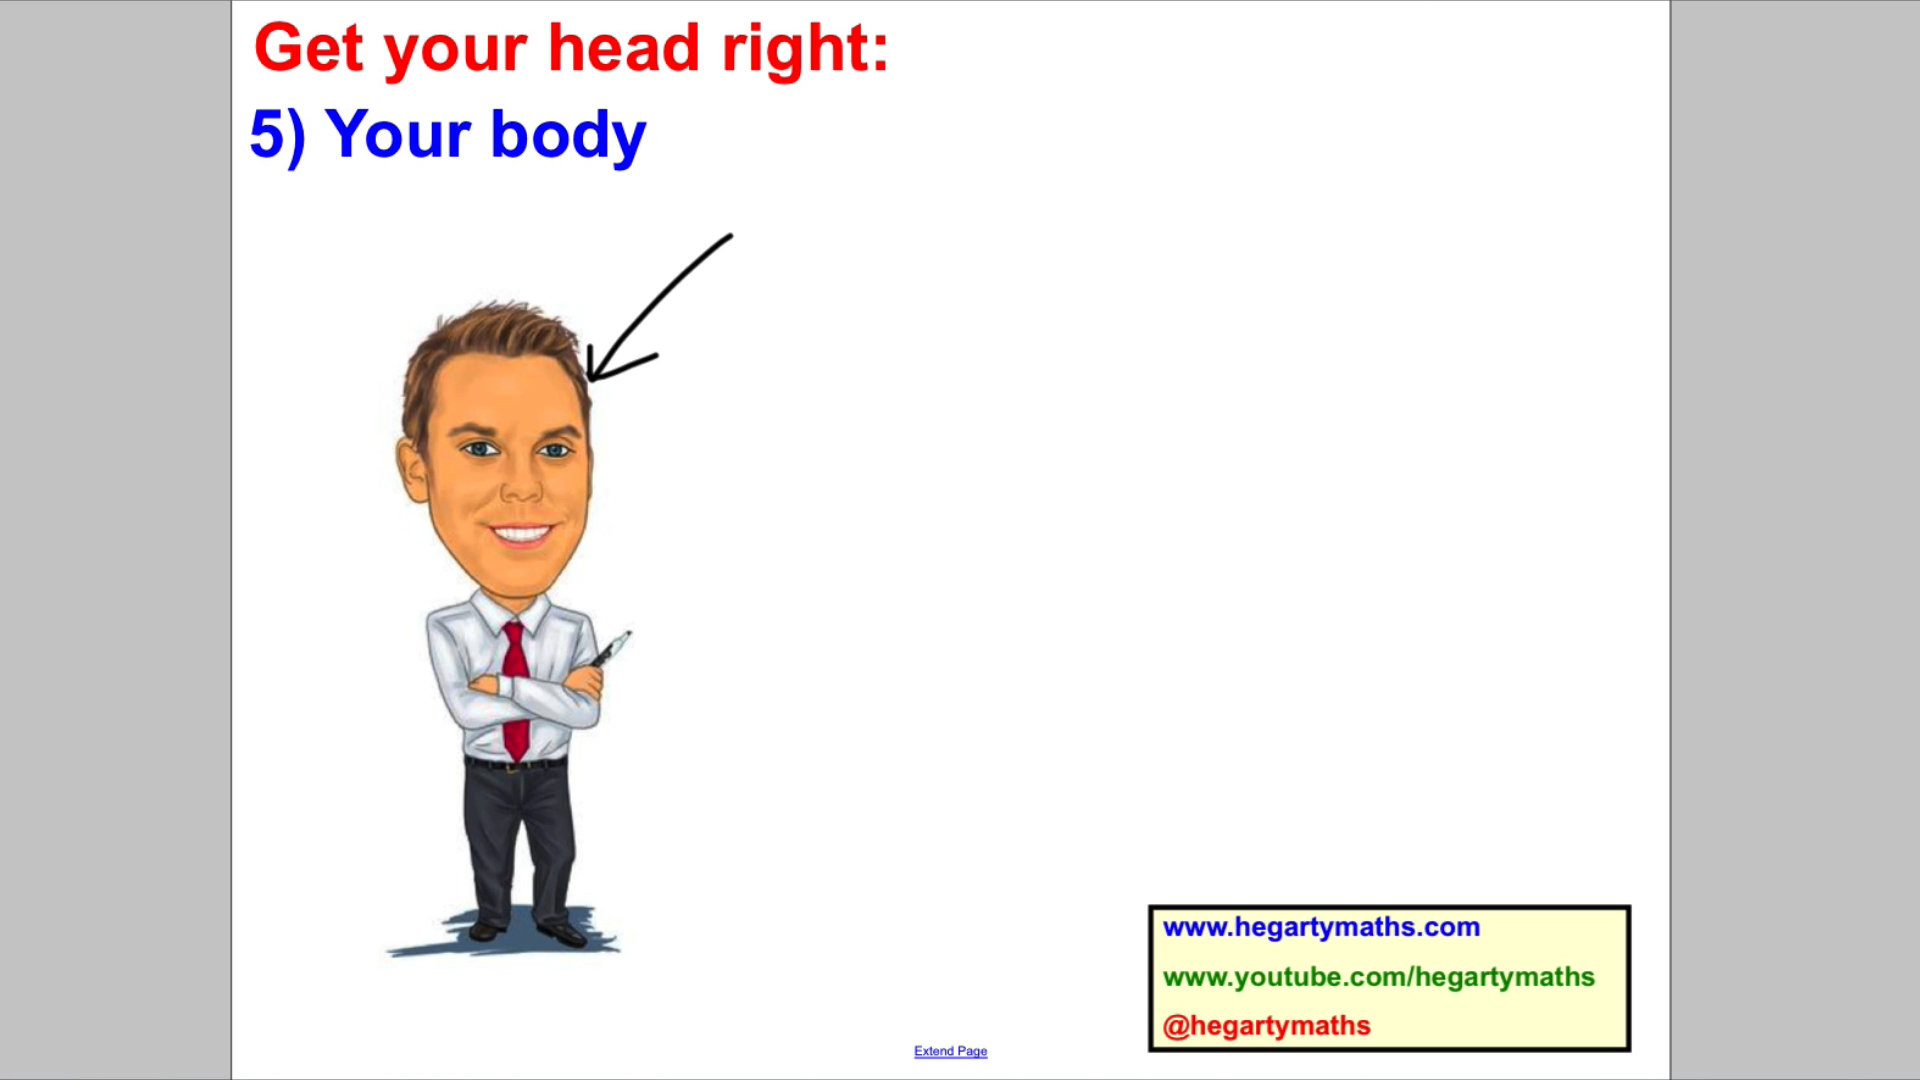 Get your head right:
5) Your body
www.hegartymaths.com
www.youtube.com/hegartymaths
@hegartymaths
Extend Page